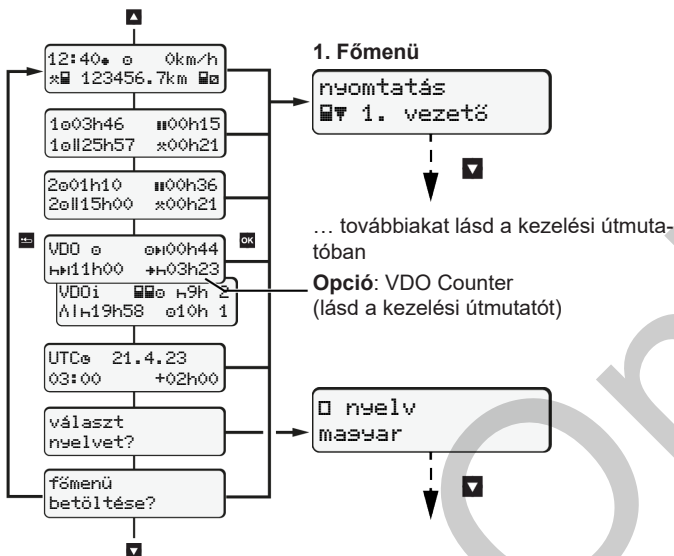 12:40● ⊙ 0km/h
123456.7km
1⊙03h46 ॥00h15
1⊙॥25h57 00h21
2⊙01h10 ॥00h36
2⊙॥15h00 00h21
VDO ⊙ ⊙00h44
11h00 03h23
VDOi ⊙ 9h 2
19h58 ⊙10h 1
UTC 21.4.23
03:00 +02h00
választ
nyelvet?
főmenü
betöltése?
OK
1. Főmenü
nyomtatás
1. vezető
… továbbiakat lásd a kezelési útmuta-
tóban
Opció: VDO Counter
(lásd a kezelési útmutatót)
nyelv
magyar